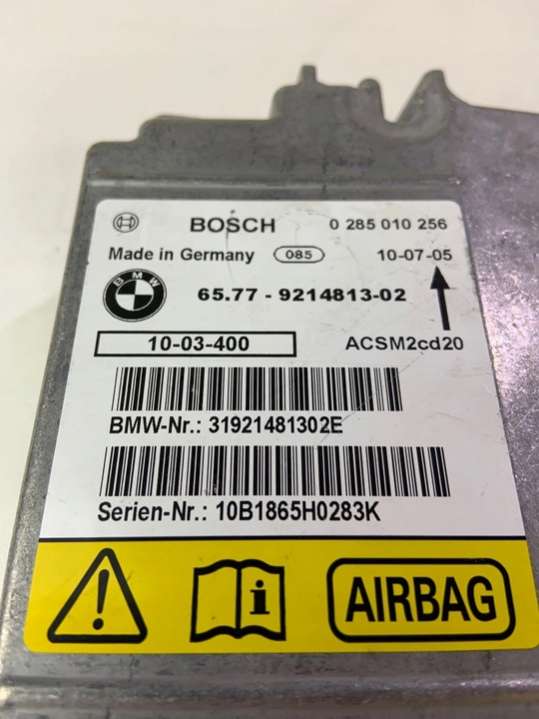 BOSCH 0 285 010 256
Made in Germany 085 10-07-05
BMW 65.77 - 9214813-02
10-03-400 ACSM2cd20
BMW-Nr.: 31921481302E
Serien-Nr.: 10B1865H0283K
! i AIRBAG